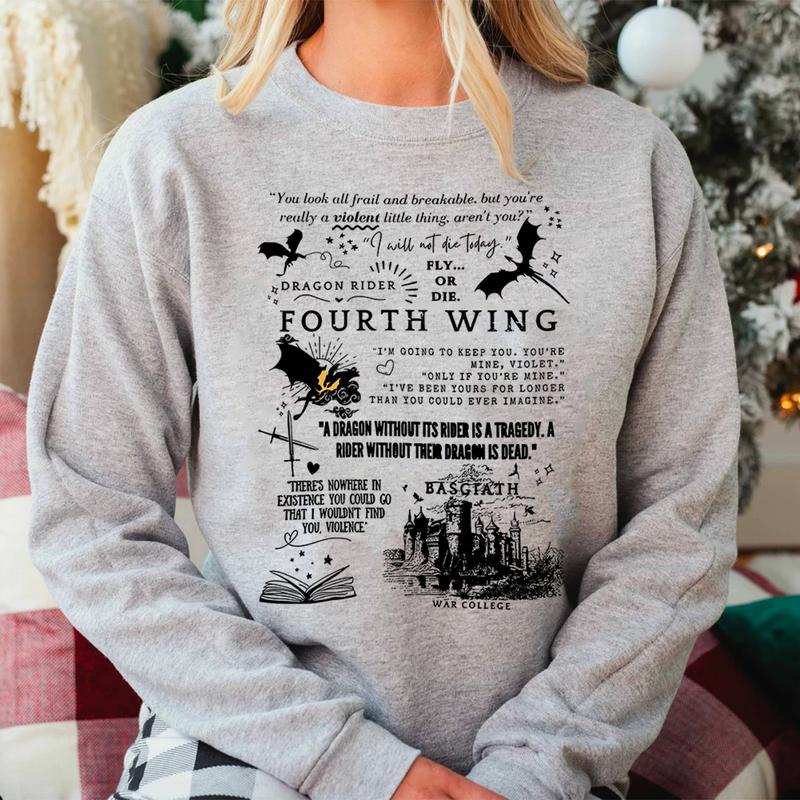 “You look all frail and breakable, but you're
really a violent little thing, aren't you?”
“I will not die today.”
DRAGON RIDER
FLY...
OR
DIE.
FOURTH WING
“I'M GOING TO KEEP YOU. YOU'RE
MINE, VIOLET.”
“ONLY IF YOU'RE MINE.”
“I'VE BEEN YOURS FOR LONGER
THAN YOU COULD EVER IMAGINE.”
"A DRAGON WITHOUT ITS RIDER IS A TRAGEDY. A
RIDER WITHOUT THEIR DRAGON IS DEAD."
"THERE'S NOWHERE IN
EXISTENCE YOU COULD GO
THAT I WOULDN'T FIND
YOU, VIOLENCE"
BASGIATH
WAR COLLEGE